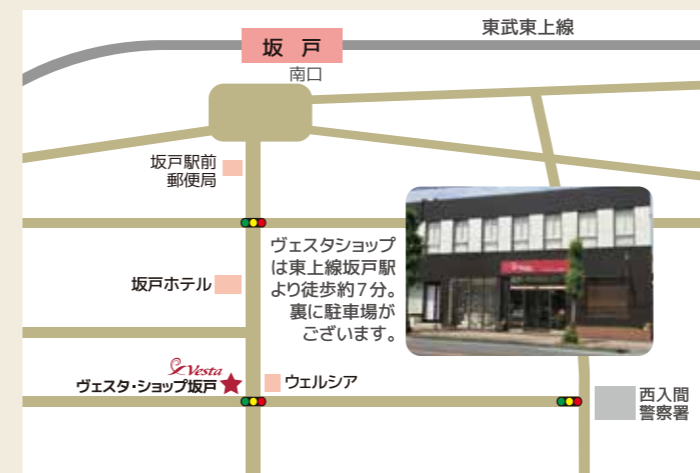 東武東上線
坂 戸
南口
坂戸駅前
郵便局
坂戸ホテル
ヴェスタショップ
は東上線坂戸駅
より徒歩約7分。
裏に駐車場が
ございます。
Vesta
ヴェスタ・ショップ坂戸
ウェルシア
西入間
警察署